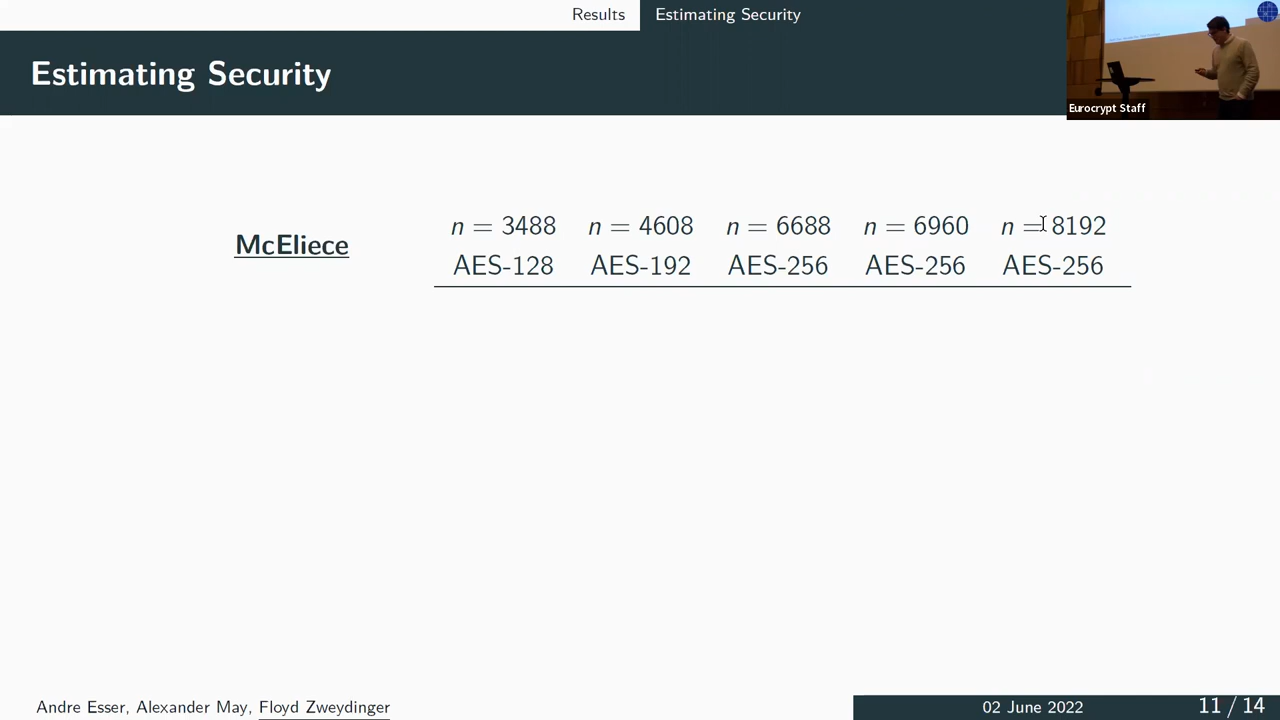 Results Estimating Security
Estimating Security
Eurocrypt Staff
McEliece
n = 3488 n = 4608 n = 6688 n = 6960 n = 8192
AES-128 AES-192 AES-256 AES-256 AES-256
Andre Esser, Alexander May, Floyd Zweydinger
02 June 2022
11 / 14